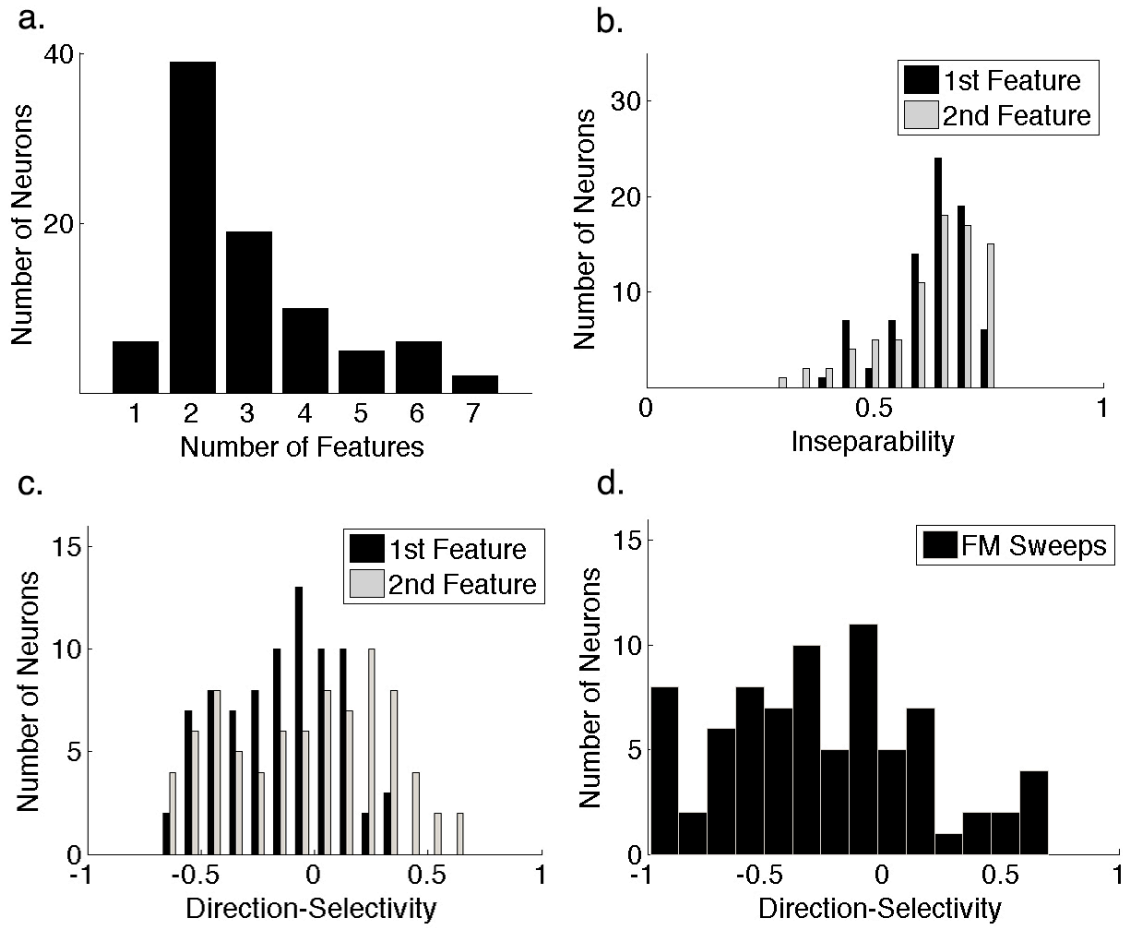 a.
40
20
Number of Neurons
1 2 3 4 5 6 7
Number of Features
b.
1st Feature
2nd Feature
30
20
10
Number of Neurons
0 0.5 1
Inseparability
c.
1st Feature
2nd Feature
15
10
5
0
Number of Neurons
-1 -0.5 0 0.5 1
Direction-Selectivity
d.
FM Sweeps
15
10
5
0
Number of Neurons
-1 -0.5 0 0.5 1
Direction-Selectivity